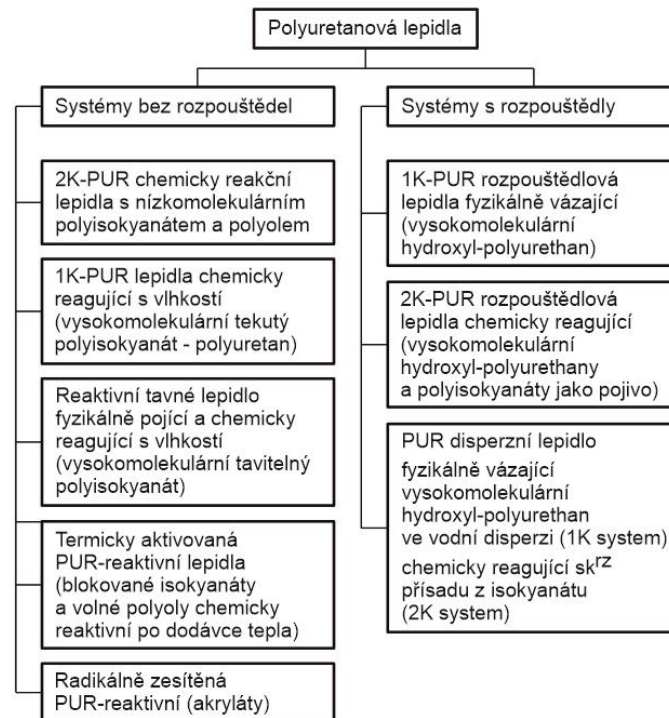 Polyuretanová lepidla
Systémy bez rozpouštědel
2K-PUR chemicky reakční
lepidla s nízkomolekulárním
polyisokyanátem a polyolem
1K-PUR lepidla chemicky
reagující s vlhkostí
(vysokomolekulární tekutý
polyisokyanát - polyuretan)
Reaktivní tavné lepidlo
fyzikálně pojící a chemicky
reagující s vlhkostí
(vysokomolekulární tavitelný
polyisokyanát)
Termicky aktivovaná
PUR-reaktivní lepidla
(blokované isokyanáty
a volné polyoly chemicky
reaktivní po dodávce tepla)
Radikálně zesítěná
PUR-reaktivní (akryláty)
Systémy s rozpouštědly
1K-PUR rozpouštědlová
lepidla fyzikálně vázající
(vysokomolekulární
hydroxyl-polyurethan)
2K-PUR rozpouštědlová
lepidla chemicky reagující
(vysokomolekulární
hydroxyl-polyurethany
a polyisokyanáty jako pojivo)
PUR disperzní lepidlo
fyzikálně vázající
vysokomolekulární
hydroxyl-polyurethan
ve vodní disperzi (1K system)
chemicky reagující sk^rz
přísadu z isokyanátu
(2K system)